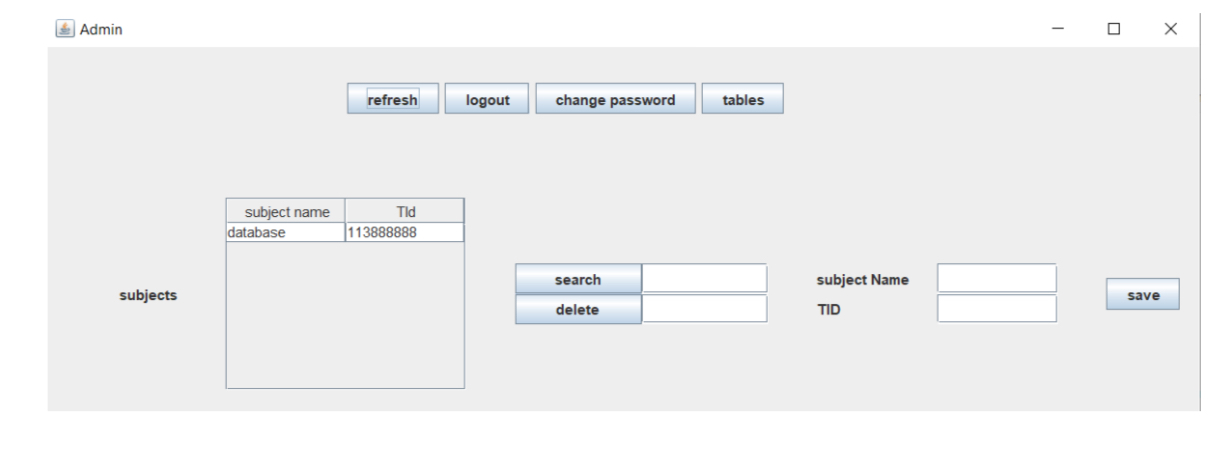 Admin
refresh logout change password tables
subject name TId
database 113888888
search subject Name
subjects save
delete TID